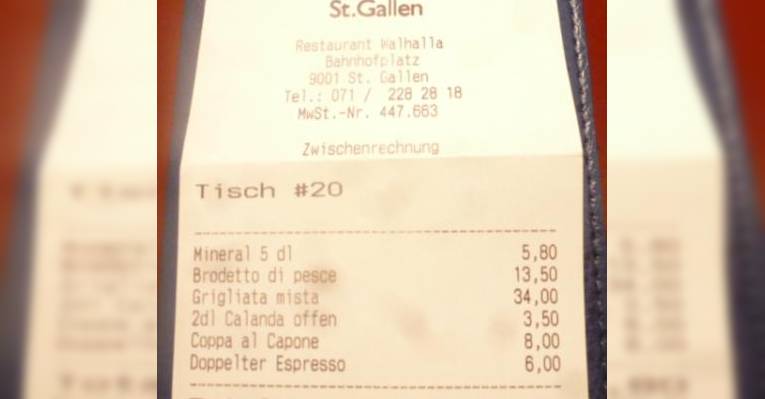 St.Gallen
Restaurant Walhalla
Bahnhofplatz
9001 St. Gallen
Tel.: 071 / 228 28 18
MwSt.-Nr. 447.663
Zwischenrechnung
Tisch #20
Mineral 5 dl 5,80
Brodetto di pesce 13,50
Grigliata mista 34,00
2dl Calanda offen 3,50
Coppa al Capone 8,00
Doppelter Espresso 6,00